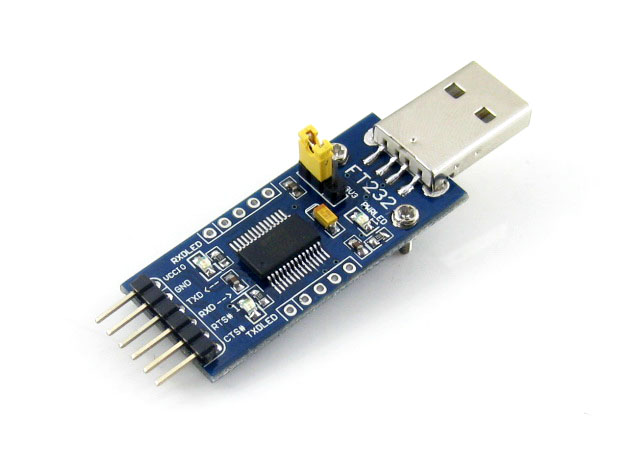 FT232
PWRLED
RXDLED
VCCIO
GND
TXD <--
RXD -->
RTS#
CTS#
TXDLED